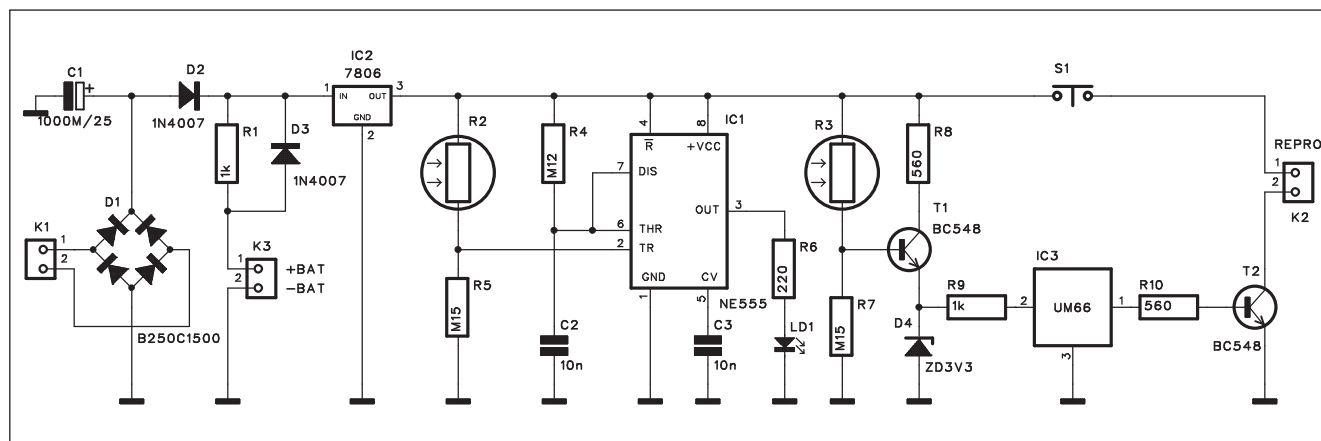 C1
+
1000M/25
D2
1N4007
R1
1k
D3
1N4007
IC2
7806
1
IN
OUT
3
GND
2
R2
R4
M12
4
8
IC1
R
+VCC
7
DIS
OUT
3
6
THR
2
TR
GND
CV
1
5
NE555
R3
R8
560
S1
REPRO
1
2
K2
D1
K1
1
2
B250C1500
K3
1
2
+BAT
-BAT
R5
M15
C2
10n
C3
10n
R6
220
LD1
R7
M15
T1
BC548
R9
1k
D4
ZD3V3
IC3
2
UM66
1
3
R10
560
T2
BC548